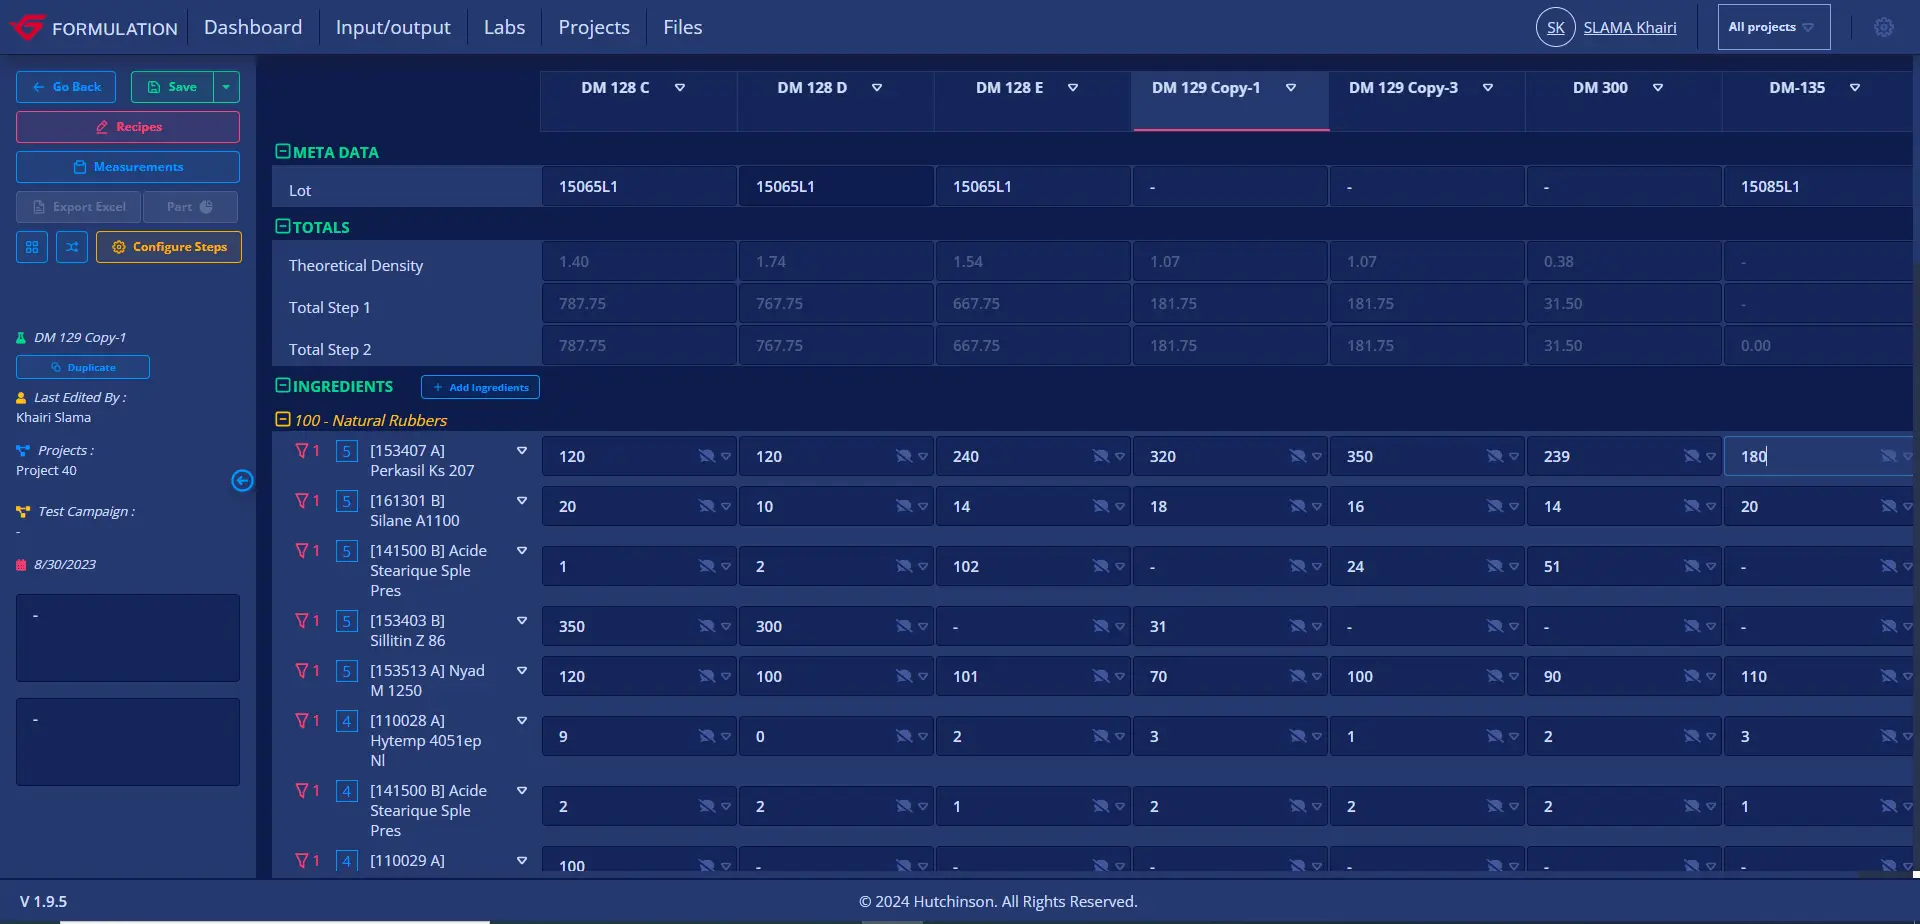 FORMULATION Dashboard Input/output Labs Projects Files SK SLAMA Khairi All projects
Go Back Save
Recipes
Measurements
Export Excel Part
Configure Steps
DM 129 Copy-1
Duplicate
Last Edited By :
Khairi Slama
Projects :
Project 40
Test Campaign :
-
8/30/2023
-
-
DM 128 C DM 128 D DM 128 E DM 129 Copy-1 DM 129 Copy-3 DM 300 DM-135
META DATA
Lot 15065L1 15065L1 15065L1 - - - 15085L1
TOTALS
Theoretical Density 1.40 1.74 1.54 1.07 1.07 0.38 -
Total Step 1 787.75 767.75 667.75 181.75 181.75 31.50 -
Total Step 2 787.75 767.75 667.75 181.75 181.75 31.50 0.00
INGREDIENTS + Add Ingredients
100 - Natural Rubbers
1 5 [153407 A]
Perkasil Ks 207
120 120 240 320 350 239 180
1 5 [161301 B]
Silane A1100
20 10 14 18 16 14 20
1 5 [141500 B] Acide
Stearique Sple
Pres
1 2 102 - 24 51 -
1 5 [153403 B]
Sillitin Z 86
350 300 - 31 - - -
1 5 [153513 A] Nyad
M 1250
120 100 101 70 100 90 110
1 4 [110028 A]
Hytemp 4051ep
Nl
9 0 2 3 1 2 3
1 4 [141500 B] Acide
Stearique Sple
Pres
2 2 1 2 2 2 1
1 4 [110029 A]
100 - - - - - -
V 1.9.5 © 2024 Hutchinson. All Rights Reserved.